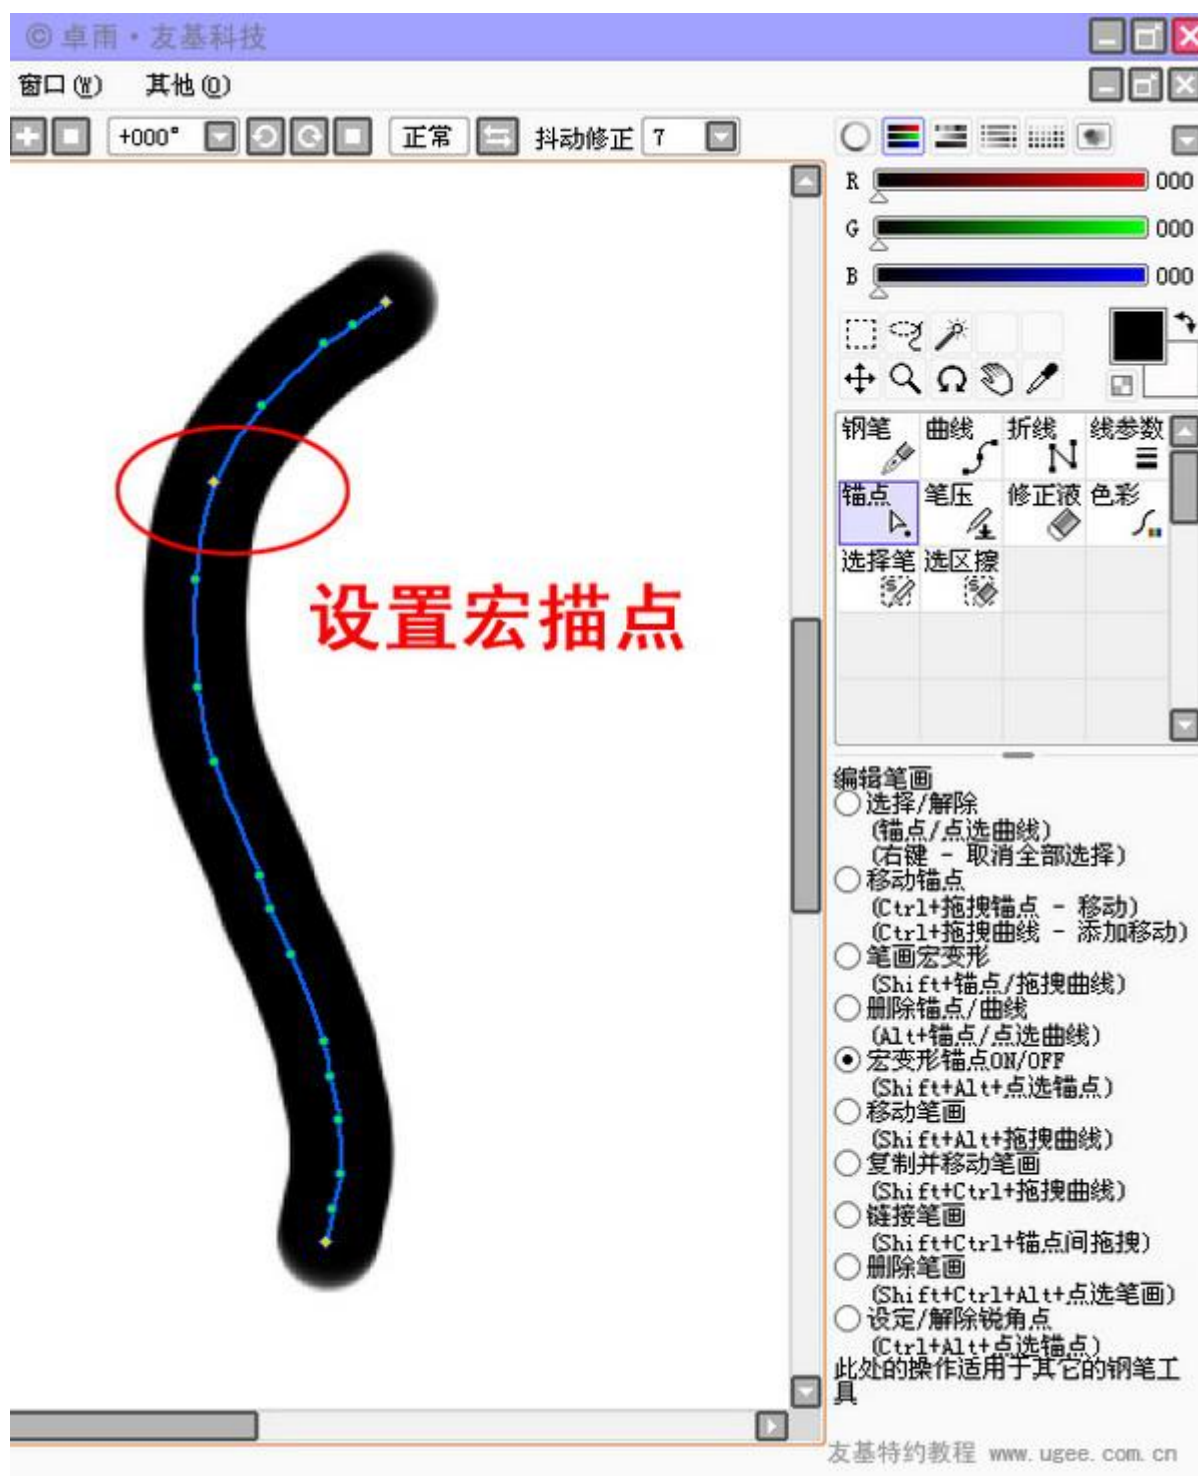 © 卓雨·友基科技
窗口(W) 其他(O)
+000° 正常 抖动修正 7
R 000
G 000
B 000
钢笔 曲线 折线 线参数
锚点 笔压 修正液 色彩
选择笔 选区擦
设置宏描点
编辑笔画
选择/解除
(锚点/点选曲线)
(右键 - 取消全部选择)
移动锚点
(Ctrl+拖拽锚点 - 移动)
(Ctrl+拖拽曲线 - 添加移动)
笔画宏变形
(Shift+锚点/拖拽曲线)
删除锚点/曲线
(Alt+锚点/点选曲线)
宏变形锚点ON/OFF
(Shift+Alt+点选锚点)
移动笔画
(Shift+Alt+拖拽曲线)
复制并移动笔画
(Shift+Ctrl+拖拽曲线)
链接笔画
(Shift+Ctrl+锚点间拖拽)
删除笔画
(Shift+Ctrl+Alt+点选笔画)
设定/解除锐角点
(Ctrl+Alt+点选锚点)
此处的操作适用于其它的钢笔工
具
友基特约教程 www.ugee.com.cn